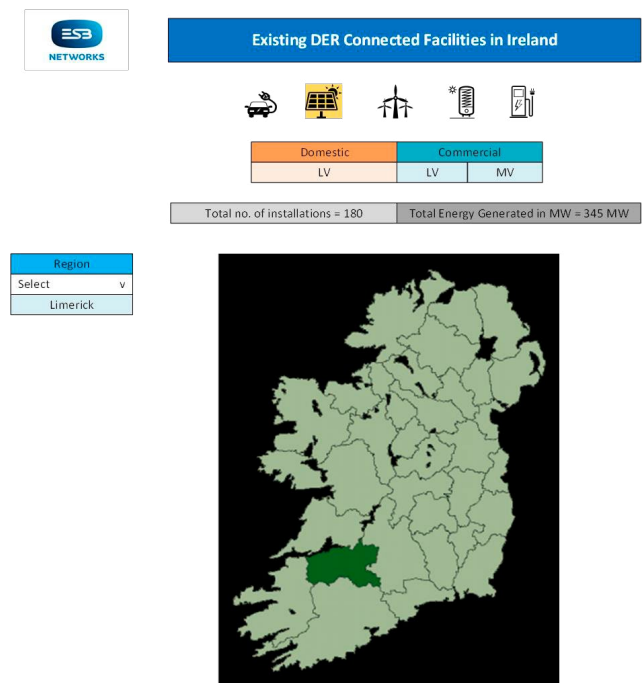 ESB
NETWORKS
Existing DER Connected Facilities in Ireland
Domestic
Commercial
LV
LV
MV
Total no. of installations = 180
Total Energy Generated in MW = 345 MW
Region
Select v
Limerick